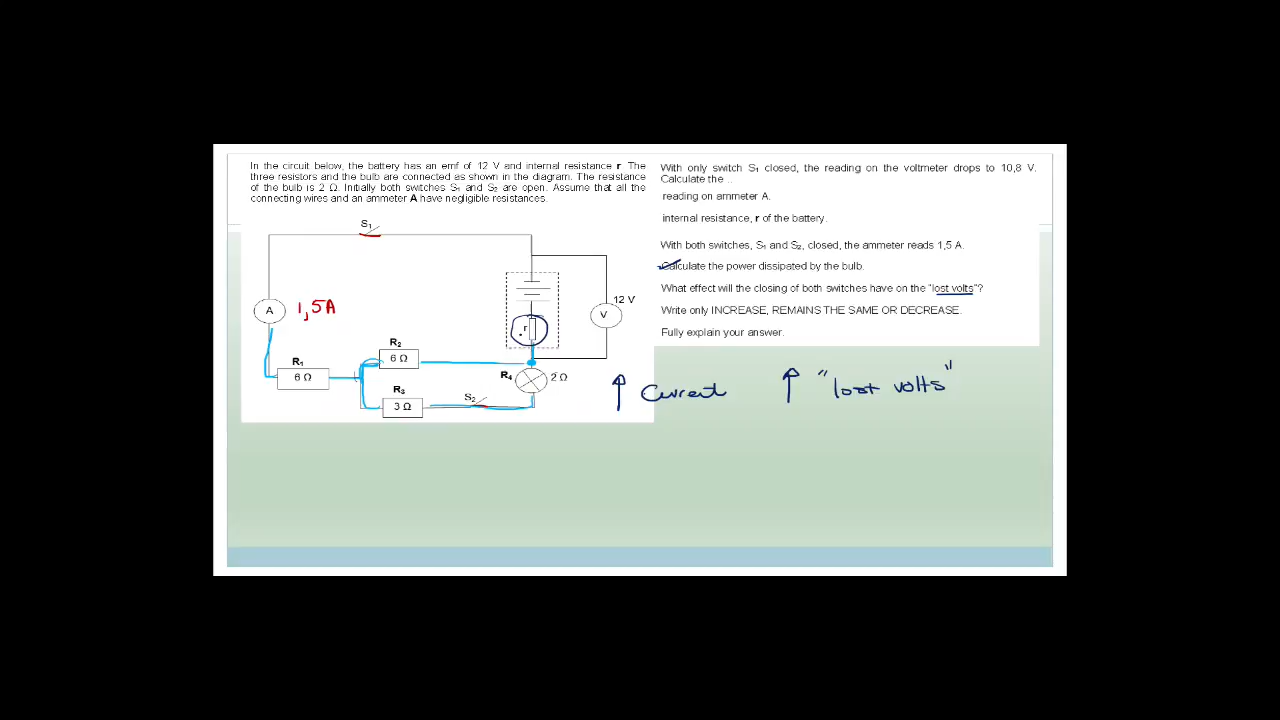 In the circuit below, the battery has an emf of 12 V and internal resistance r. The
three resistors and the bulb are connected as shown in the diagram. The resistance
of the bulb is 2 Ω. Initially both switches S₁ and S₂ are open. Assume that all the
connecting wires and an ammeter A have negligible resistances.
With only switch S₁ closed, the reading on the voltmeter drops to 10,8 V.
Calculate the ..
reading on ammeter A.
internal resistance, r of the battery.
With both switches, S₁ and S₂, closed, the ammeter reads 1,5 A.
Calculate the power dissipated by the bulb.
What effect will the closing of both switches have on the "lost volts"?
Write only INCREASE, REMAINS THE SAME OR DECREASE.
Fully explain your answer.
S₁
12 V
A
1,5A
V
r
R₂
6 Ω
R₁
6 Ω
R₄
2 Ω
R₃
3 Ω
S₂
↑ Current ↑ "lost volts"